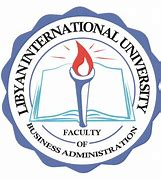 LIBYAN INTERNATIONAL UNIVERSITY
FACULTY
OF
BUSINESS ADMINISTRATION